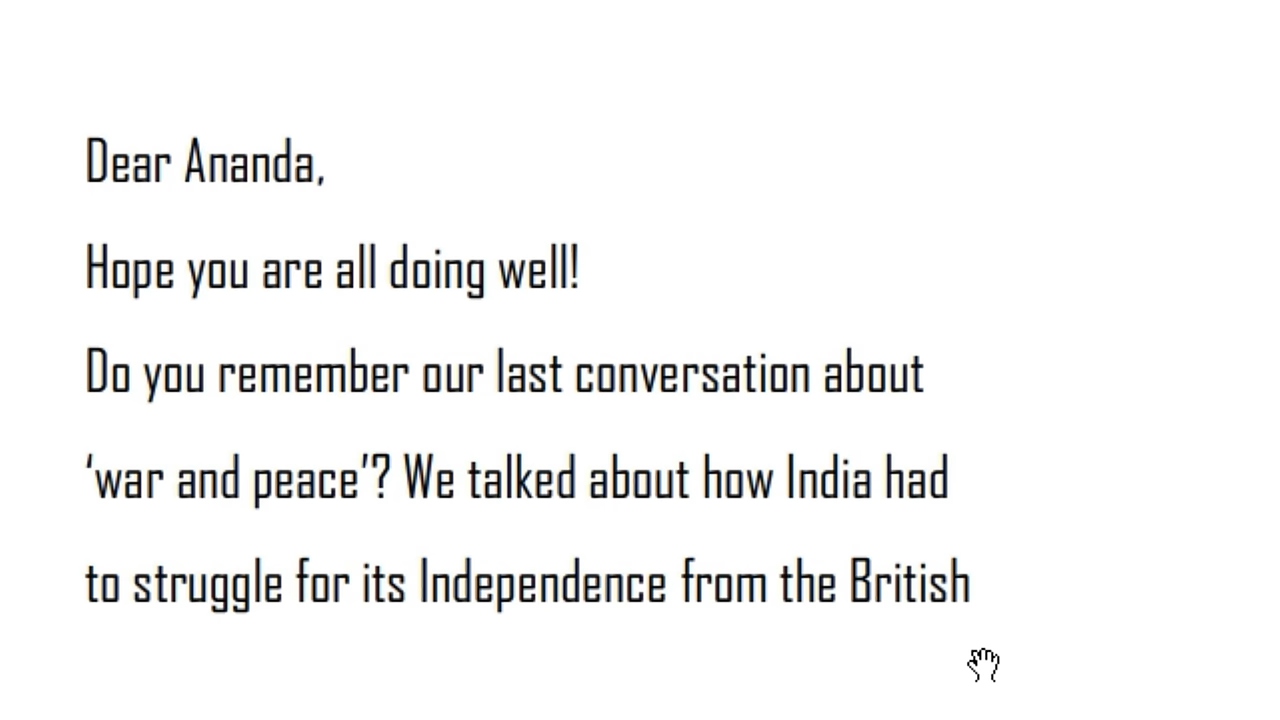 Dear Ananda,
Hope you are all doing well!
Do you remember our last conversation about
‘war and peace’? We talked about how India had
to struggle for its Independence from the British